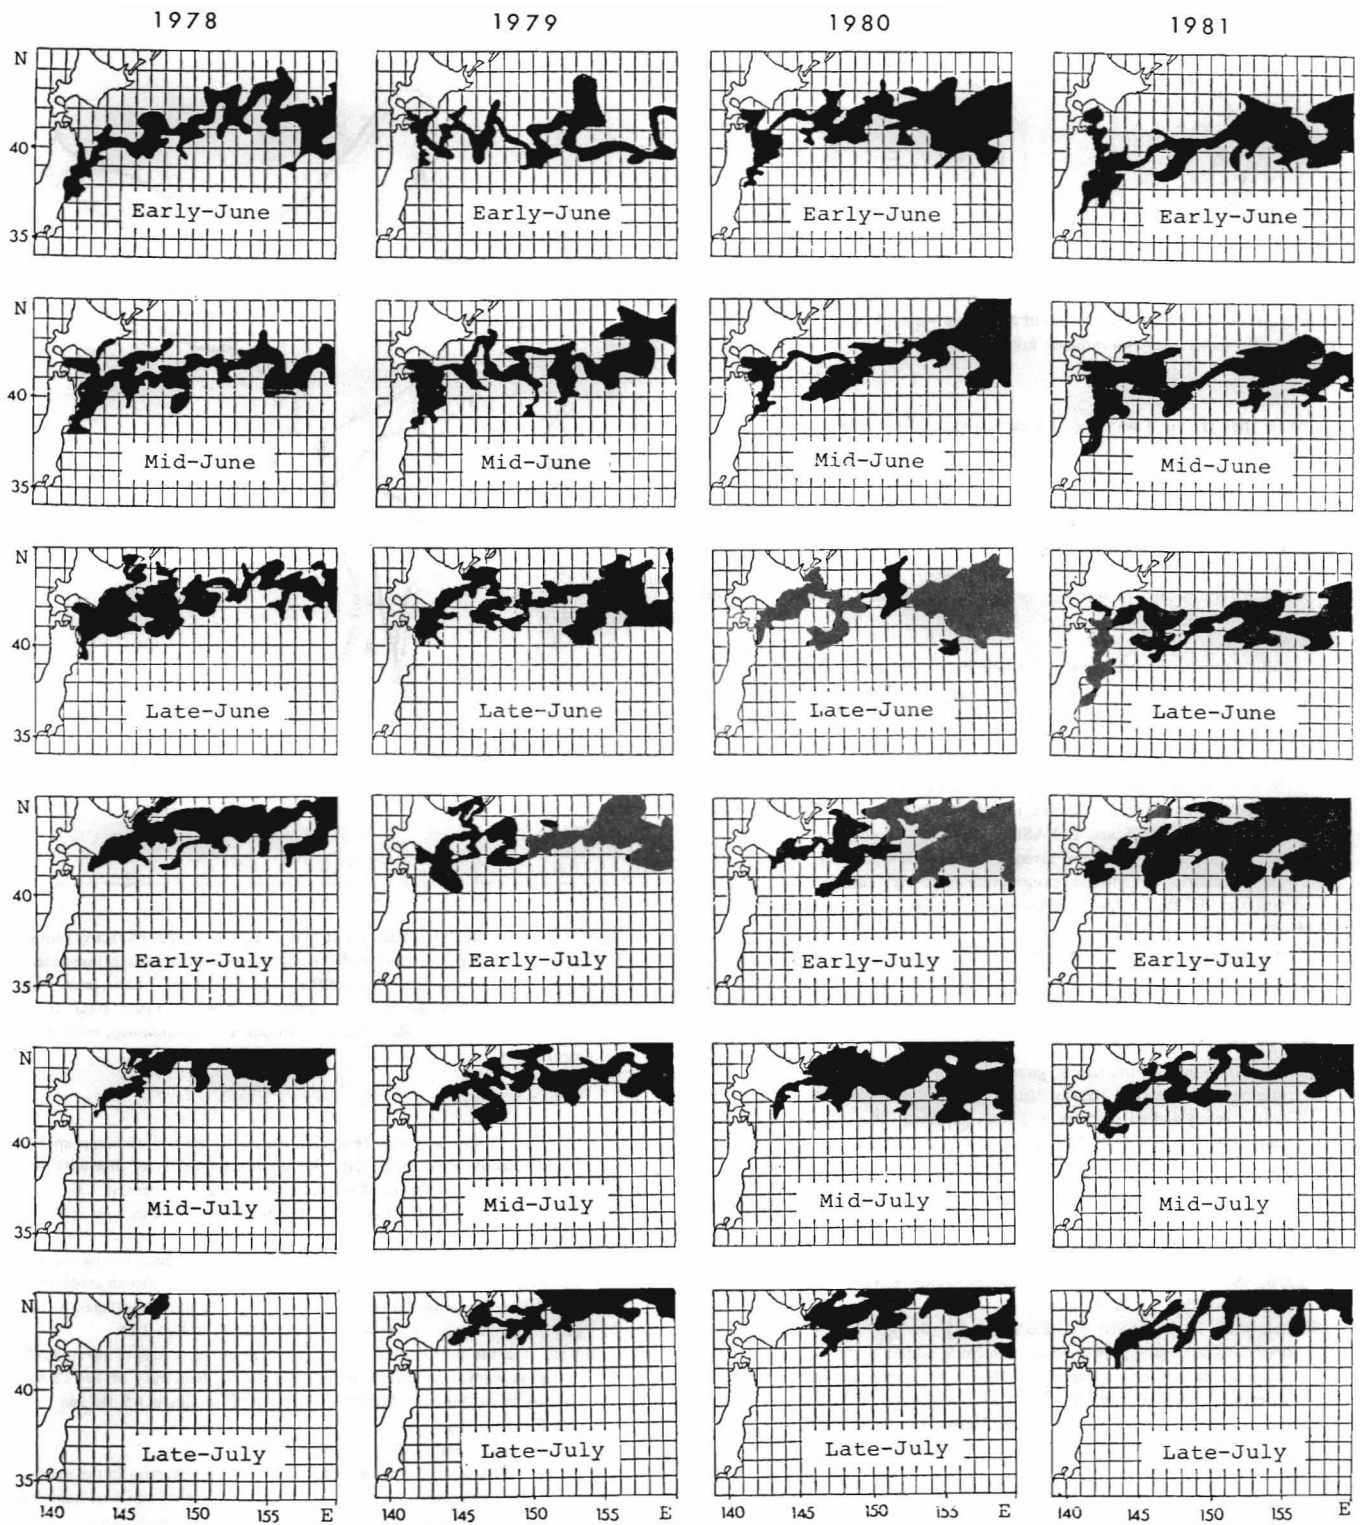 1978 1979 1980 1981
N
40
35
Early-June Early-June Early-June Early-June
N
40
35
Mid-June Mid-June Mid-June Mid-June
40
35
Late-June Late-June Late-June Late-June
N
40
35
Early-July Early-July Early-July Early-July
N
40
35
Mid-July Mid-July Mid-July Mid-July
N
40
35
Late-July Late-July Late-July Late-July
140 145 150 155 E 140 145 150 155 E 140 145 150 155 E 140 145 150 155 E